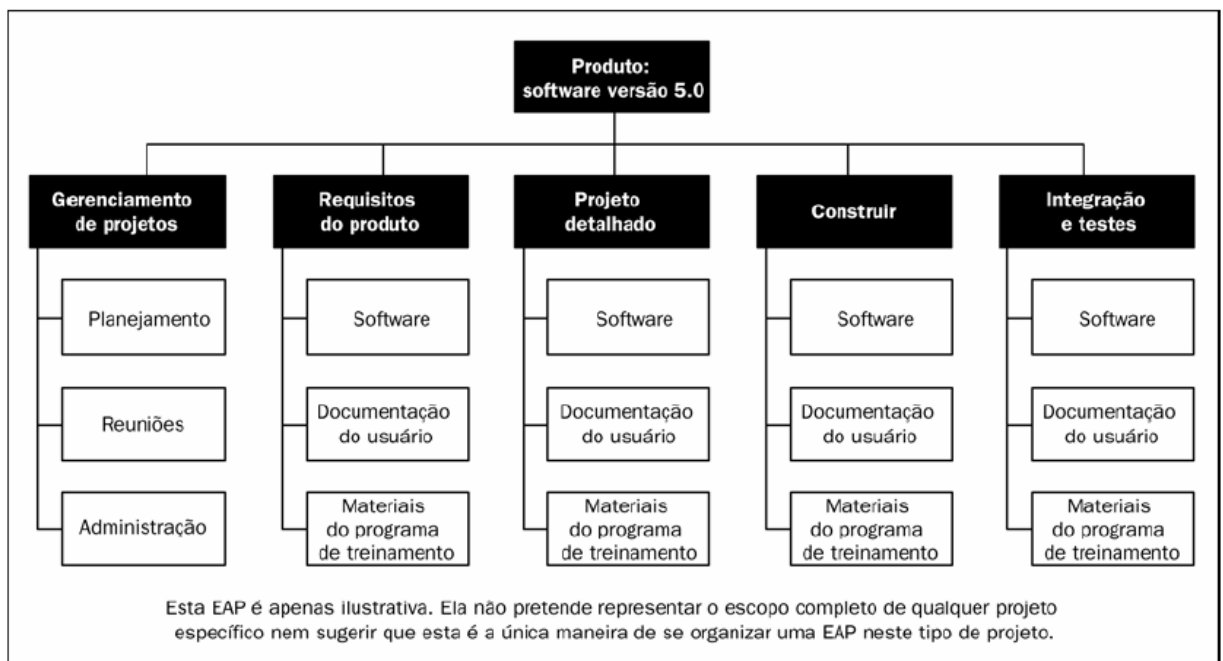 Produto:
software versão 5.0
Gerenciamento
de projetos
Requisitos
do produto
Projeto
detalhado
Construir
Integração
e testes
Planejamento
Software
Software
Software
Software
Reuniões
Documentação
do usuário
Documentação
do usuário
Documentação
do usuário
Documentação
do usuário
Administração
Materiais
do programa
de treinamento
Materiais
do programa
de treinamento
Materiais
do programa
de treinamento
Materiais
do programa
de treinamento
Esta EAP é apenas ilustrativa. Ela não pretende representar o escopo completo de qualquer projeto
específico nem sugerir que esta é a única maneira de se organizar uma EAP neste tipo de projeto.